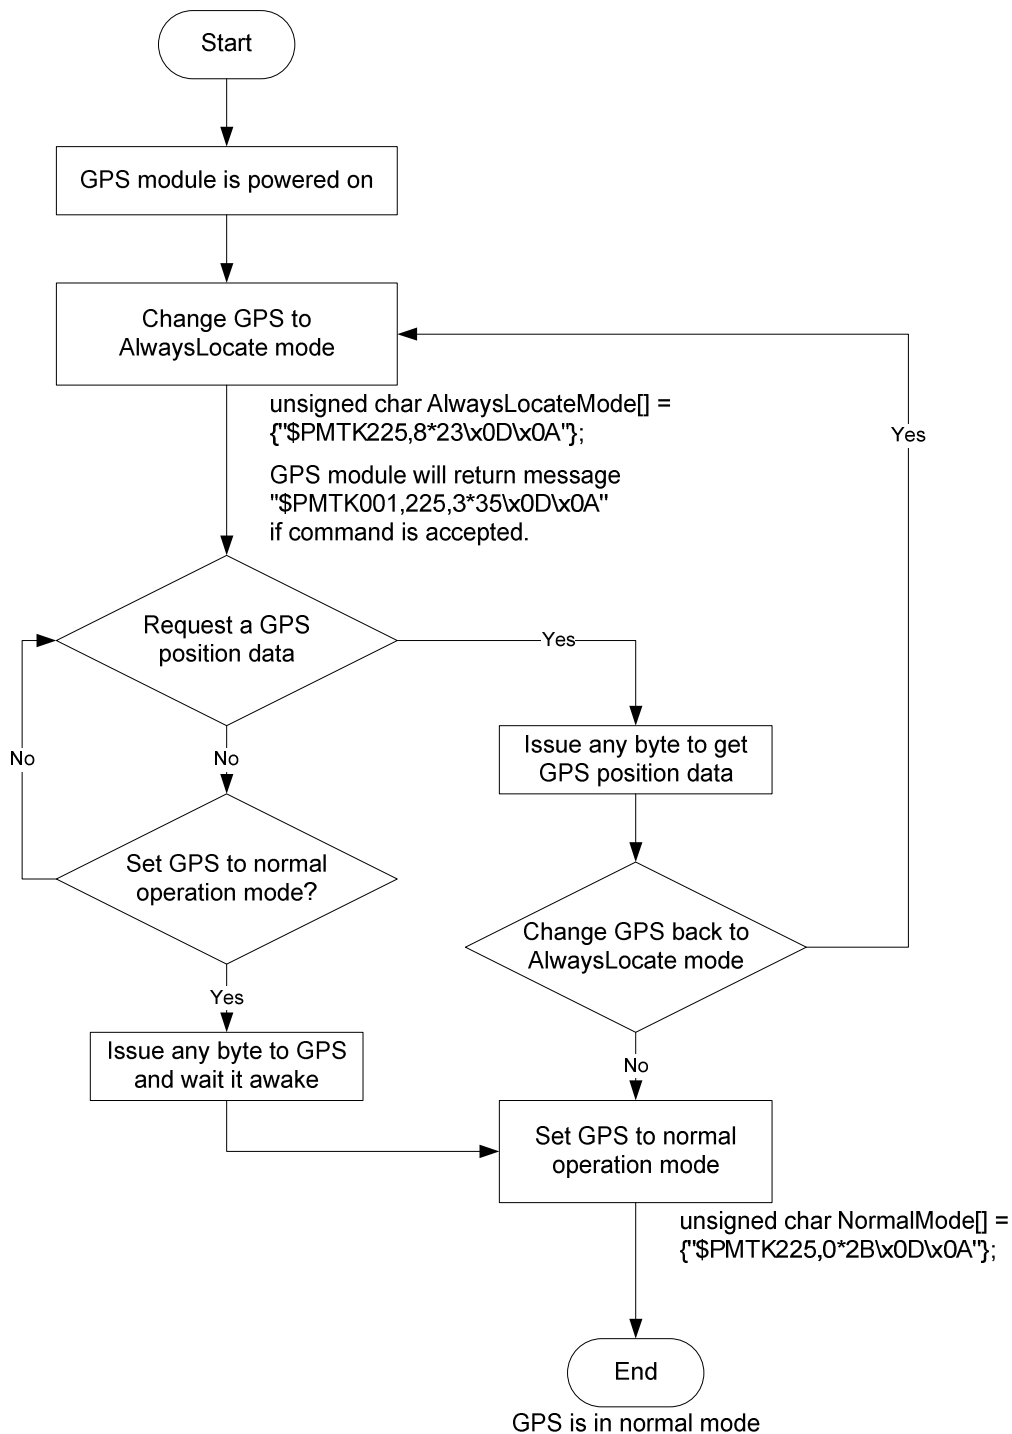 Start
GPS module is powered on
Change GPS to
AlwaysLocate mode
unsigned char AlwaysLocateMode[] =
{"$PMTK225,8*23\x0D\x0A"};
Yes
GPS module will return message
"$PMTK001,225,3*35\x0D\x0A"
if command is accepted.
Request a GPS
position data
Yes
No
No
Issue any byte to get
GPS position data
Set GPS to normal
operation mode?
Change GPS back to
AlwaysLocate mode
Yes
Issue any byte to GPS
and wait it awake
No
Set GPS to normal
operation mode
unsigned char NormalMode[] =
{"$PMTK225,0*2B\x0D\x0A"};
End
GPS is in normal mode